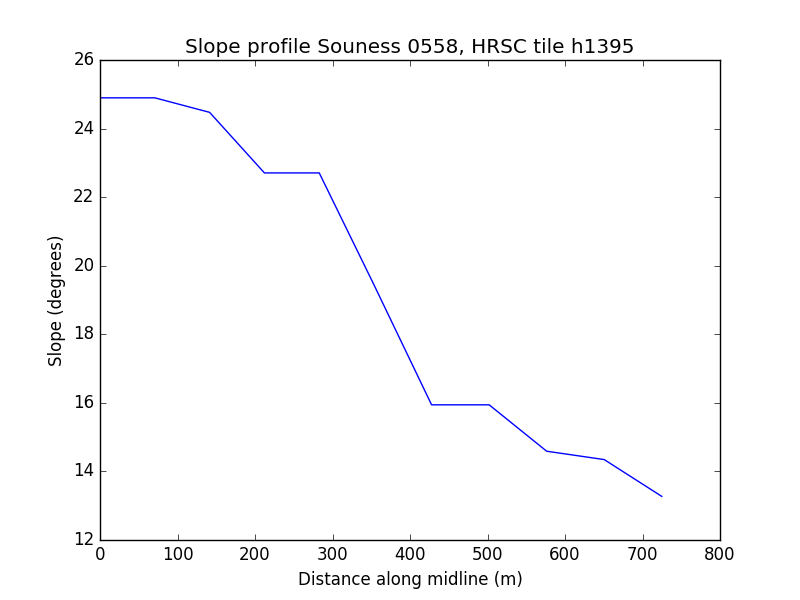 Slope profile Souness 0558, HRSC tile h1395
26
24
22
20
18
16
14
12
Slope (degrees)
0 100 200 300 400 500 600 700 800
Distance along midline (m)